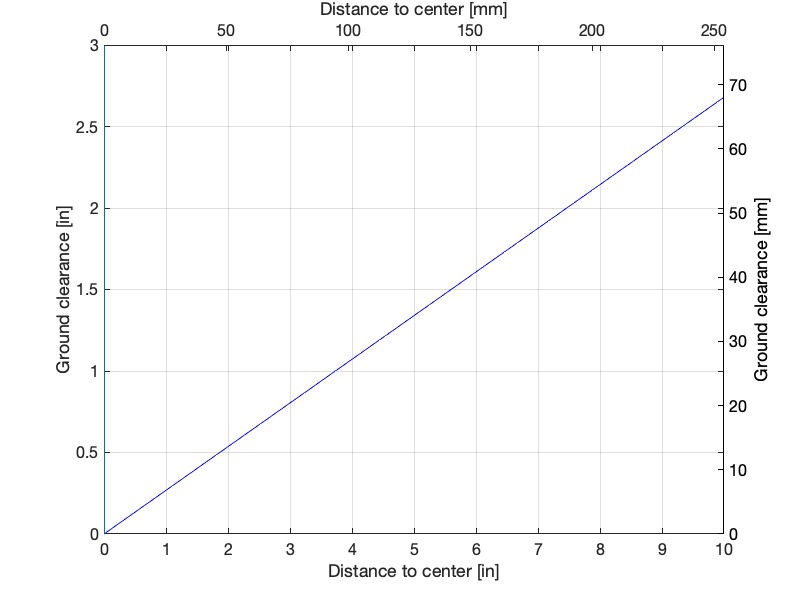 Distance to center [mm]
0 50 100 150 200 250
3
2.5
2
1.5
1
0.5
0
Ground clearance [in]
70
60
50
40
30
20
10
0
Ground clearance [mm]
0 1 2 3 4 5 6 7 8 9 10
Distance to center [in]